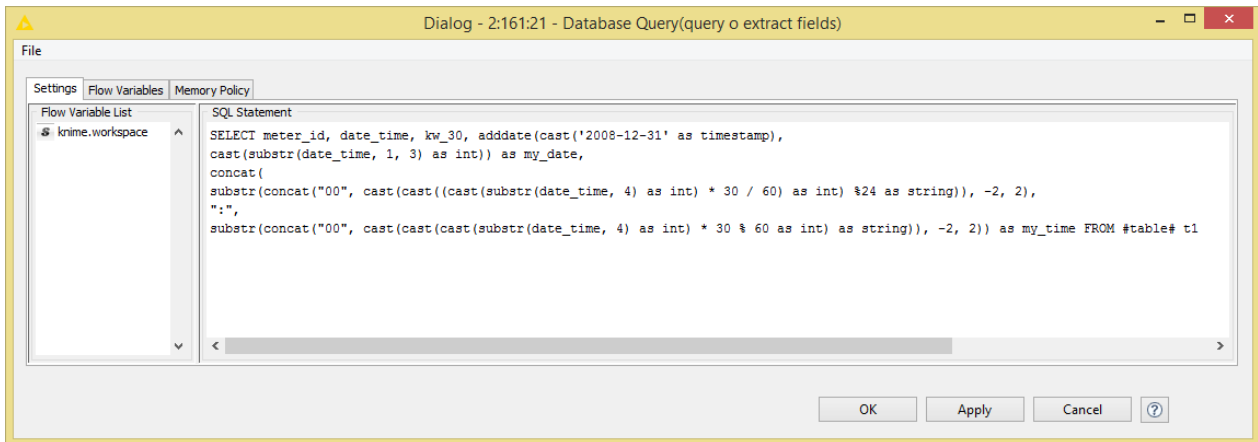 Dialog - 2:161:21 - Database Query(query o extract fields)
File
Settings Flow Variables Memory Policy
Flow Variable List
s knime.workspace
SQL Statement
SELECT meter_id, date_time, kw_30, adddate(cast('2008-12-31' as timestamp),
cast(substr(date_time, 1, 3) as int)) as my_date,
concat(
substr(concat("00", cast(cast((cast(substr(date_time, 4) as int) * 30 / 60) as int) %24 as string)), -2, 2),
":",
substr(concat("00", cast(cast(cast(substr(date_time, 4) as int) * 30 % 60 as int) as string)), -2, 2)) as my_time FROM #table# t1
OK Apply Cancel ?